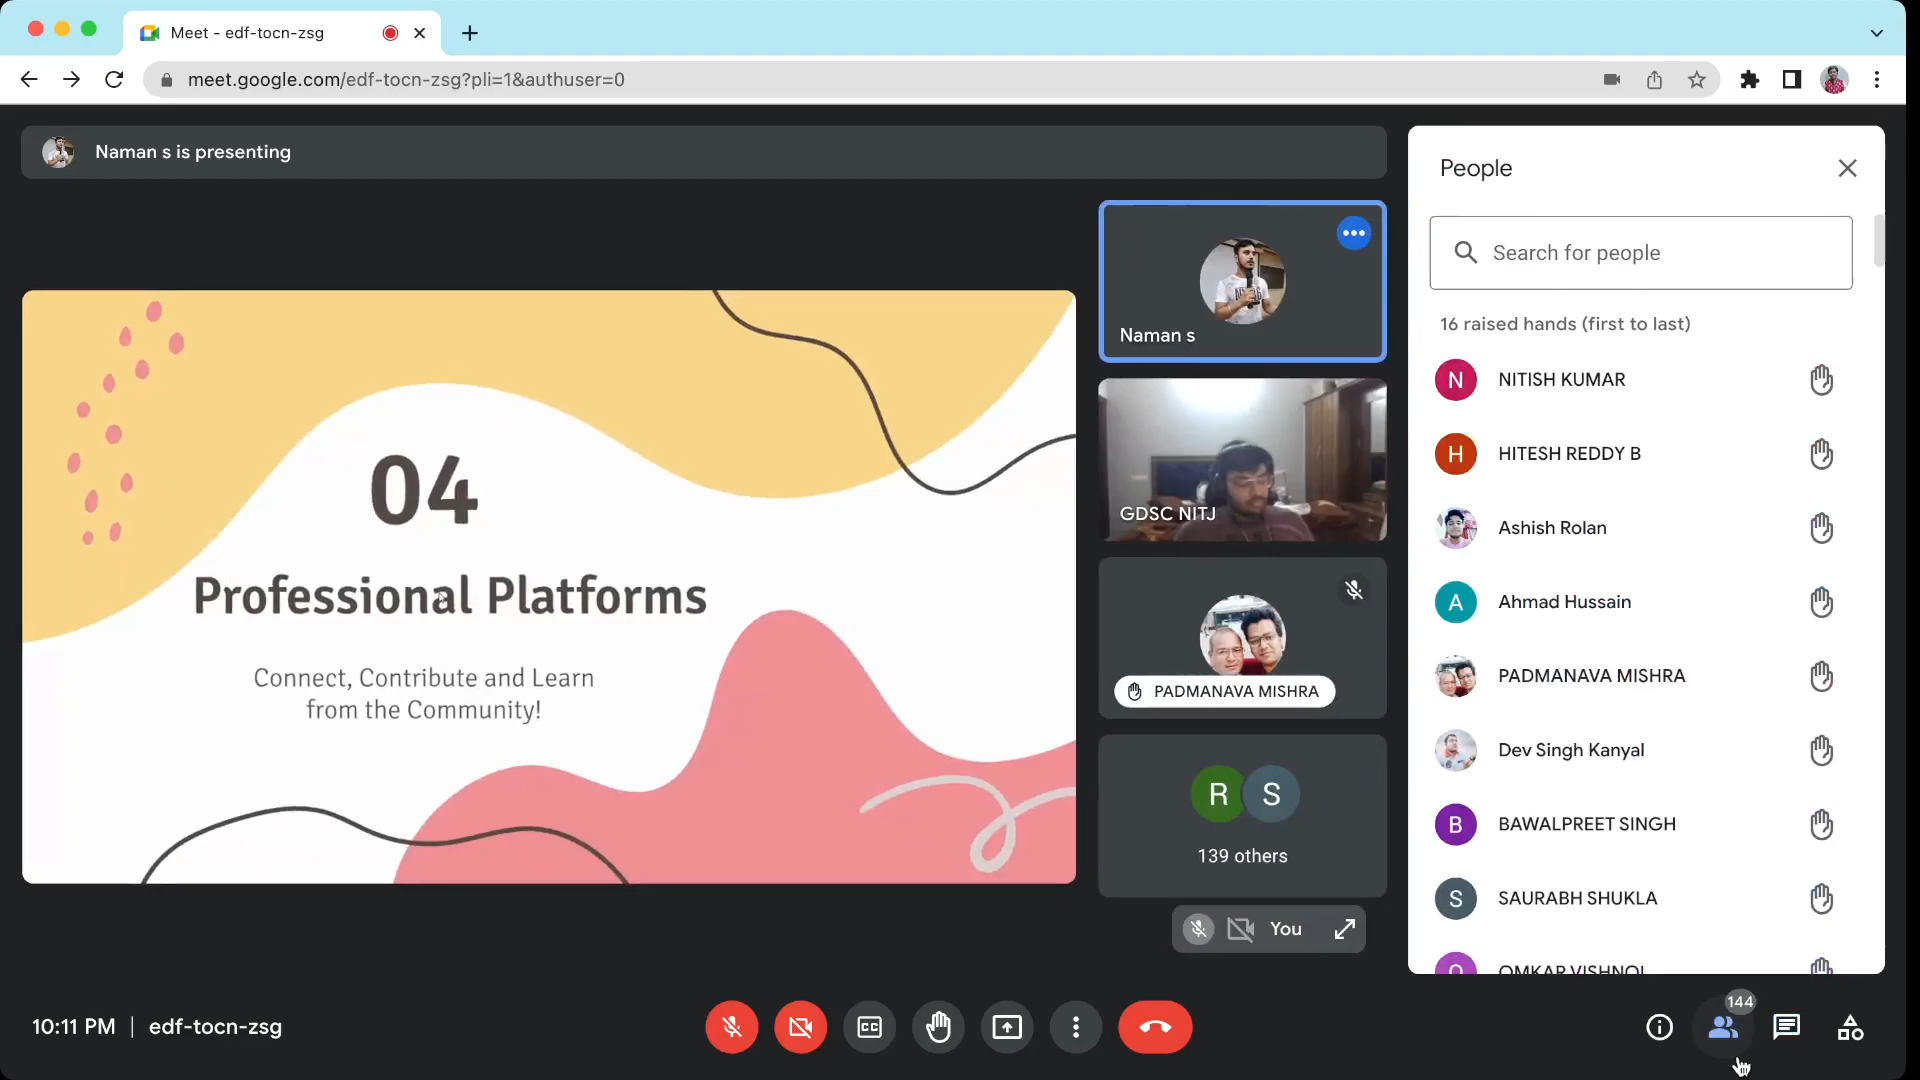 Meet - edf-tocn-zsg
meet.google.com/edf-tocn-zsg?pli=1&authuser=0
Naman s is presenting
04
Professional Platforms
Connect, Contribute and Learn
from the Community!
Naman s
GDSC NITJ
PADMANAVA MISHRA
R S
139 others
You
People
Search for people
16 raised hands (first to last)
N NITISH KUMAR
H HITESH REDDY B
Ashish Rolan
A Ahmad Hussain
PADMANAVA MISHRA
Dev Singh Kanyal
B BAWALPREET SINGH
S SAURABH SHUKLA
O OMKAR VISHNOI
10:11 PM | edf-tocn-zsg
CC
144